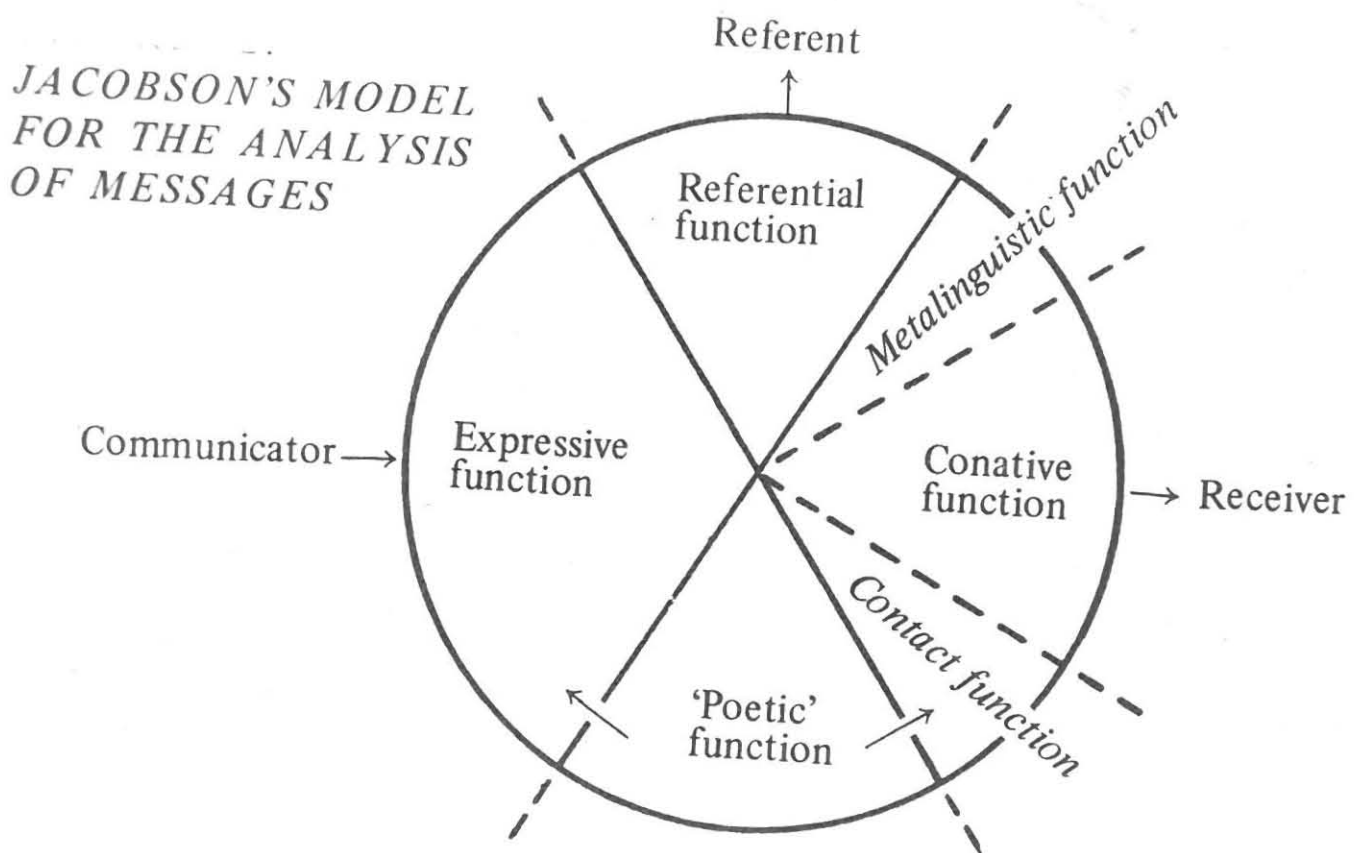 JACOBSON'S MODEL
FOR THE ANALYSIS
OF MESSAGES
Referent
Referential
function
Metalinguistic function
Communicator
Expressive
function
Conative
function
Receiver
Contact function
'Poetic'
function